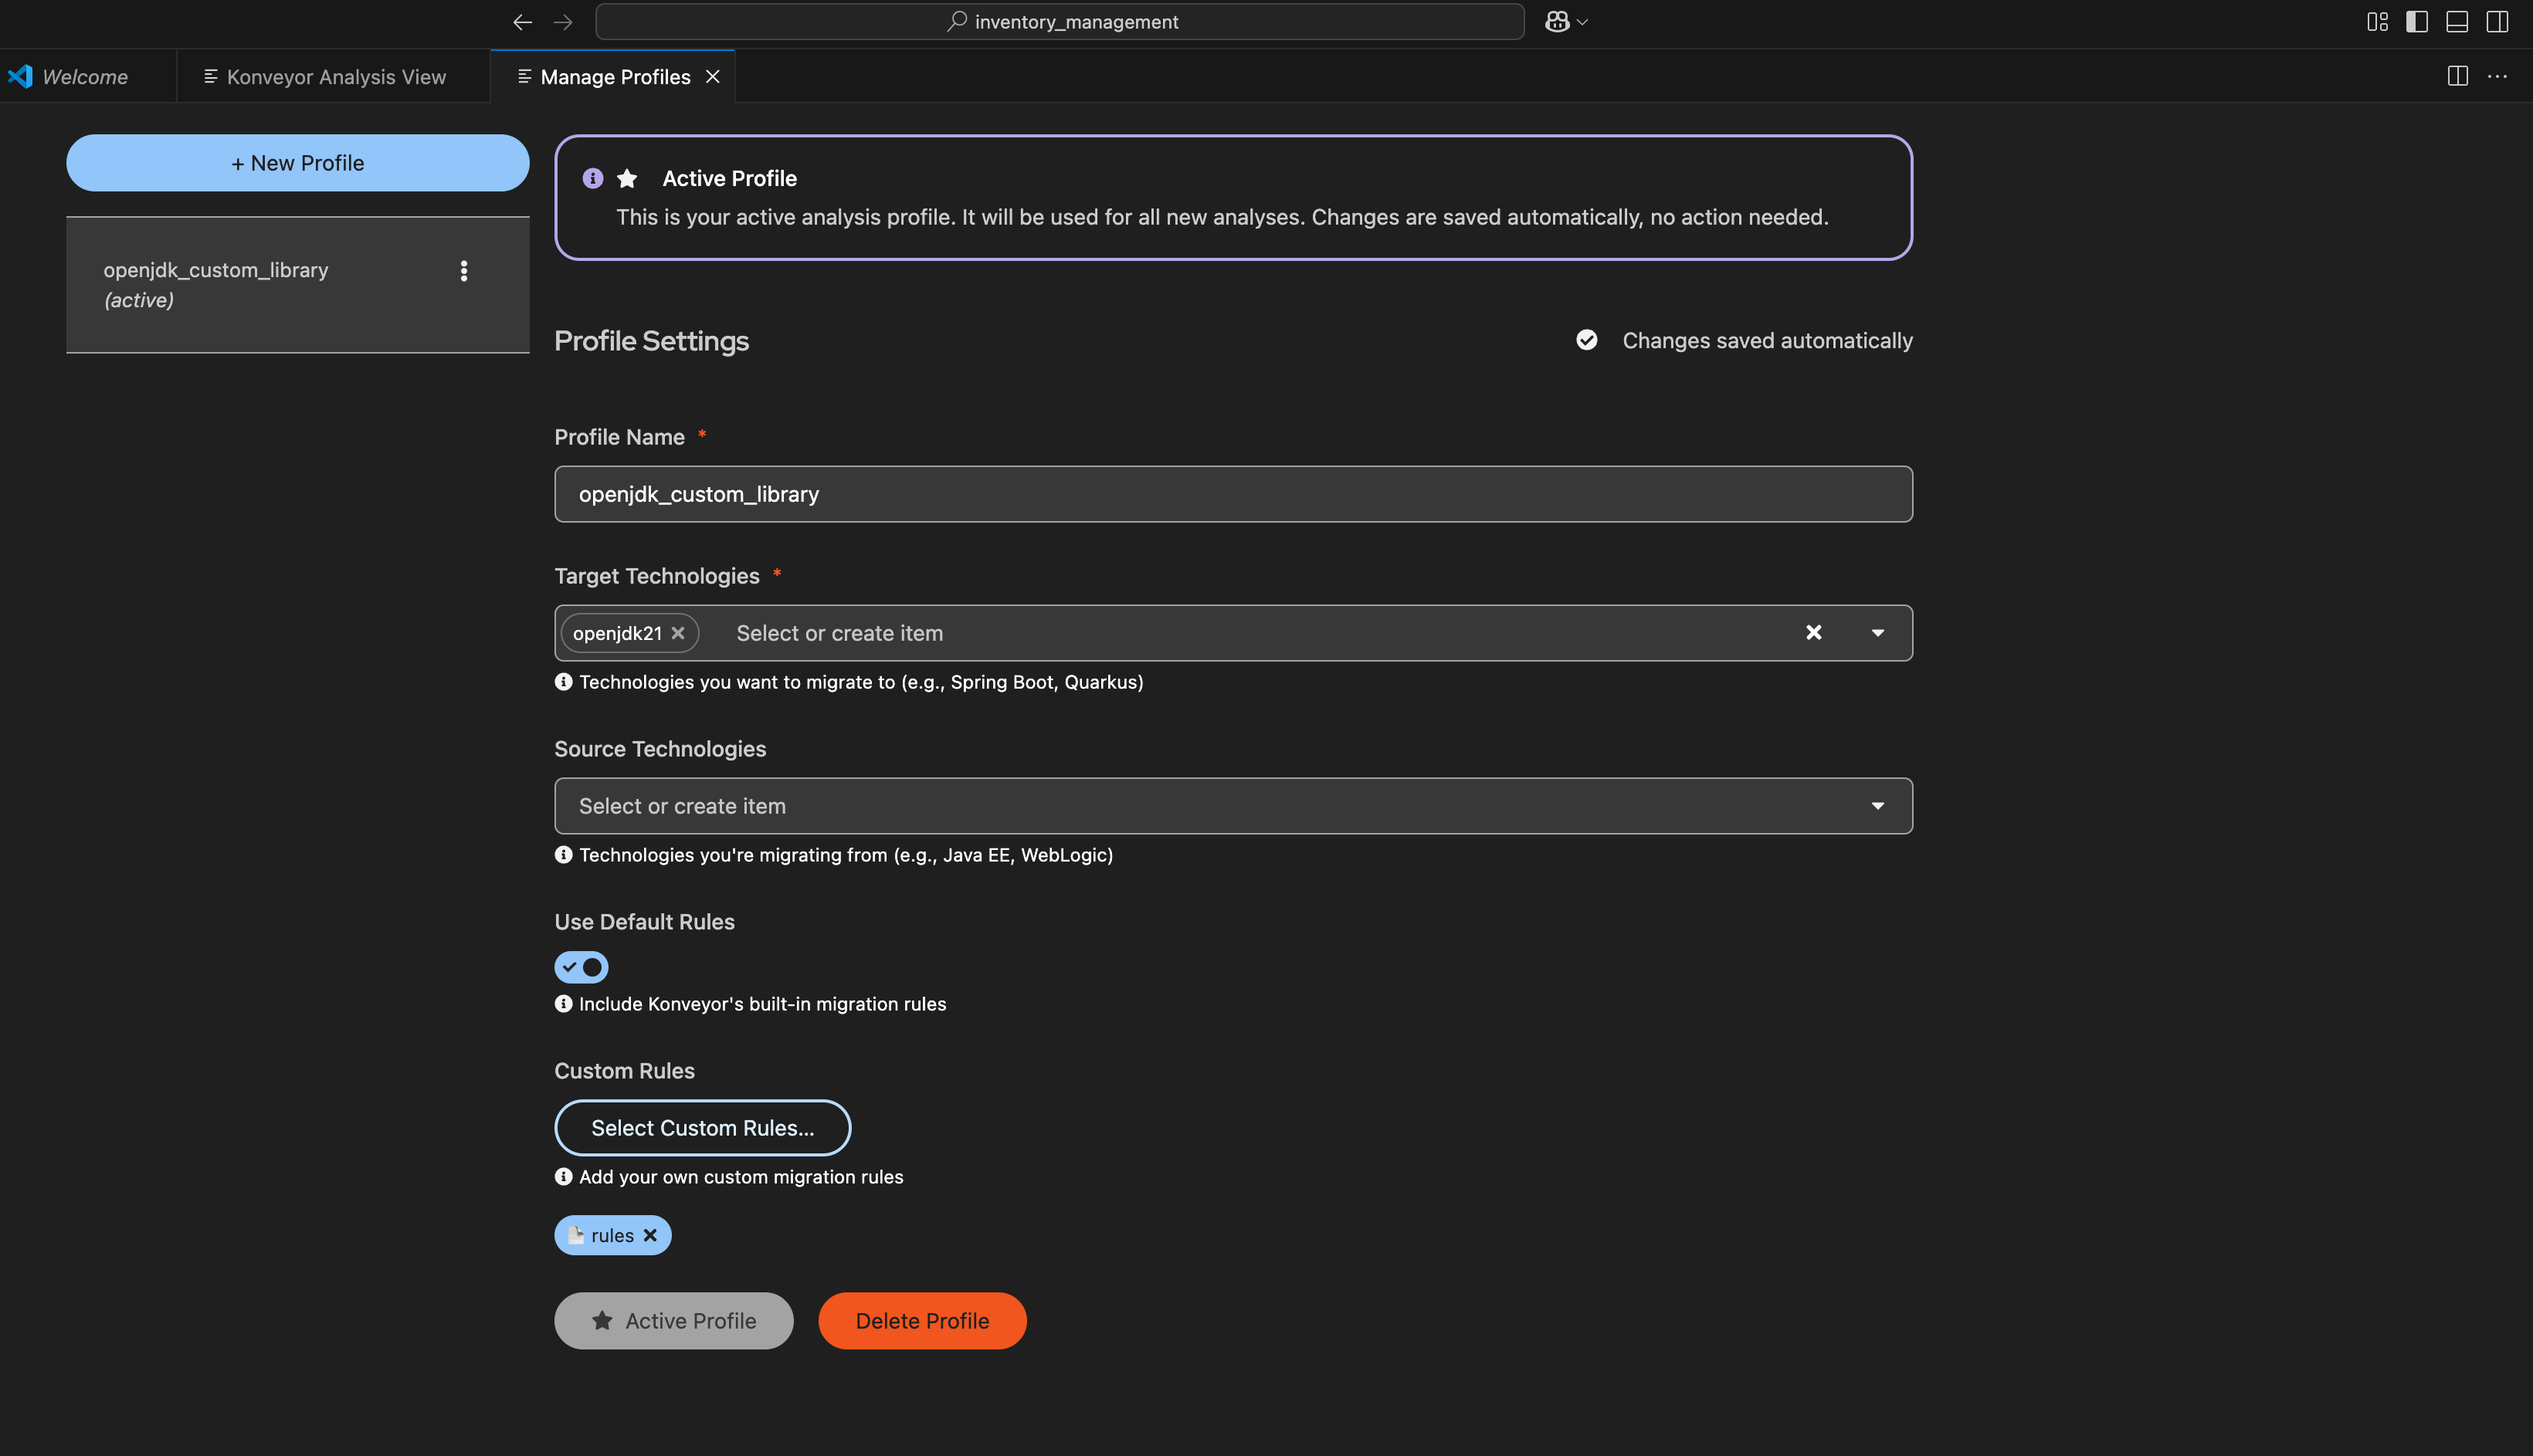 inventory_management
Welcome
Konveyor Analysis View
Manage Profiles
+ New Profile
openjdk_custom_library
(active)
Active Profile
This is your active analysis profile. It will be used for all new analyses. Changes are saved automatically, no action needed.
Profile Settings
Changes saved automatically
Profile Name *
openjdk_custom_library
Target Technologies *
openjdk21
Select or create item
Technologies you want to migrate to (e.g., Spring Boot, Quarkus)
Source Technologies
Select or create item
Technologies you're migrating from (e.g., Java EE, WebLogic)
Use Default Rules
Include Konveyor's built-in migration rules
Custom Rules
Select Custom Rules...
Add your own custom migration rules
rules
Active Profile
Delete Profile